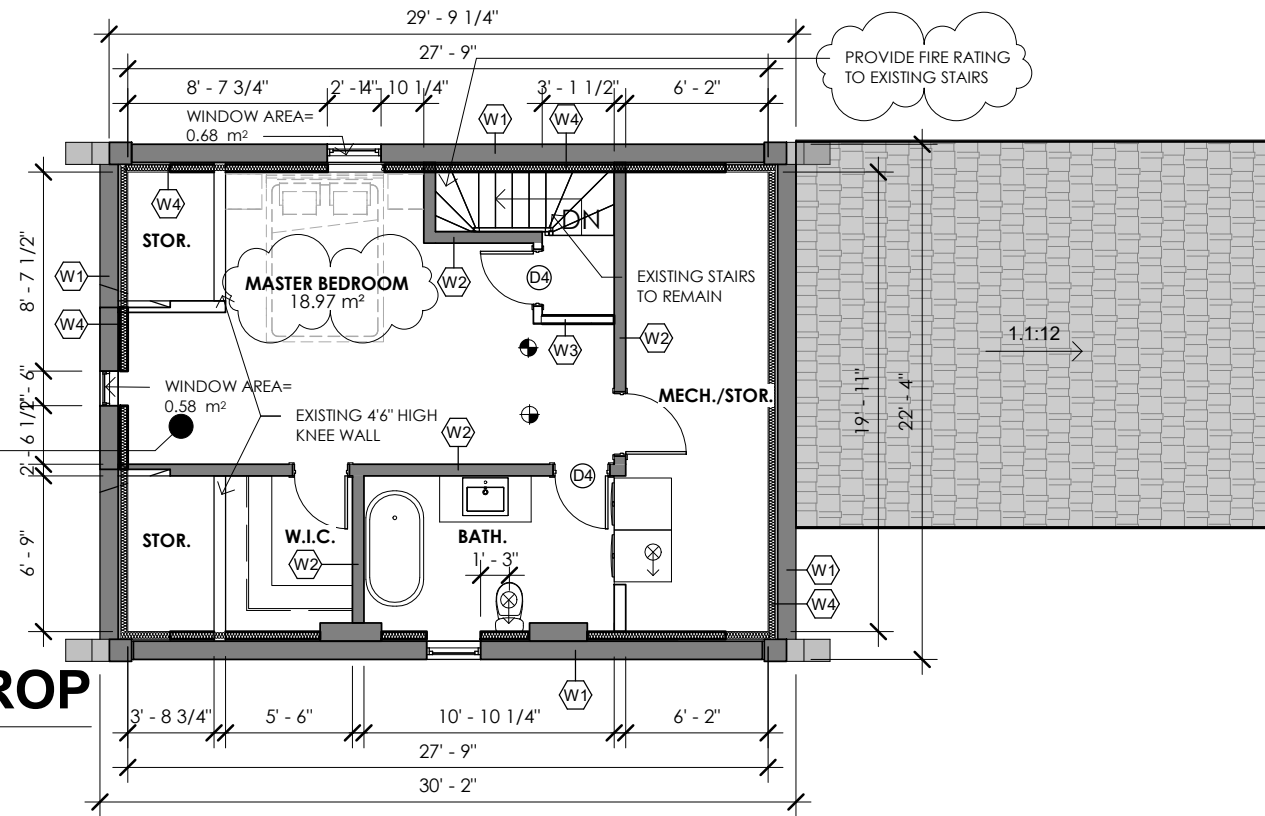 29' - 9 1/4"
27' - 9"
PROVIDE FIRE RATING
TO EXISTING STAIRS
8' - 7 3/4"
2' - 4"
10 1/4"
3' - 1 1/2"
6' - 2"
WINDOW AREA=
0.68 m²
W1
W4
W4
STOR.
DN
8' - 7 1/2"
W1
MASTER BEDROOM
18.97 m²
W2
D4
EXISTING STAIRS
TO REMAIN
W4
W3
W2
1.1:12
WINDOW AREA=
0.58 m²
MECH./STOR.
19' - 11"
22' - 4"
EXISTING 4'6" HIGH
KNEE WALL
W2
2' - 6 1/2"
D4
6' - 9"
STOR.
W.I.C.
BATH.
W2
1' - 3"
W1
W4
ROP
W1
3' - 8 3/4"
5' - 6"
10' - 10 1/4"
6' - 2"
27' - 9"
30' - 2"